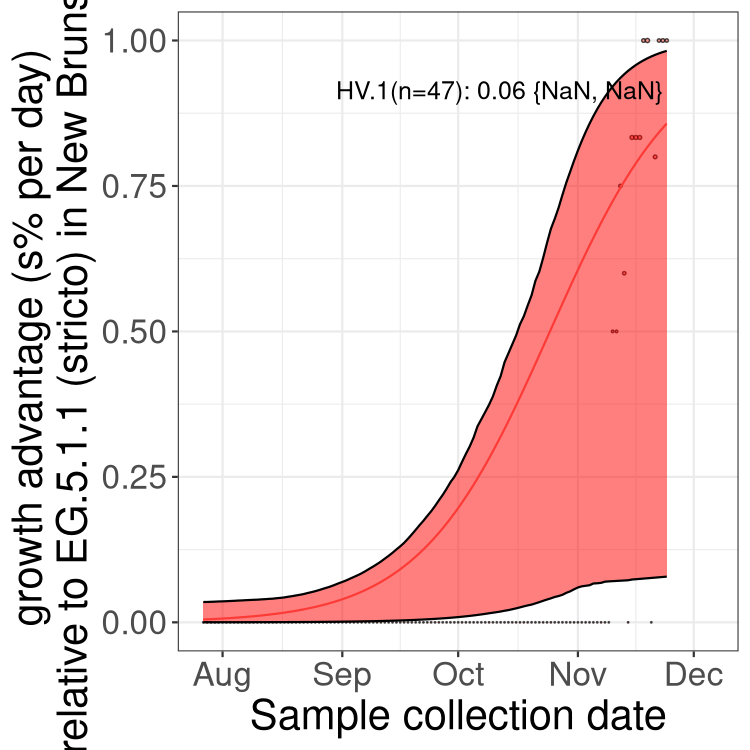 growth advantage (s% per day)
relative to EG.5.1.1 (stricto) in New Bruns
1.00
0.75
0.50
0.25
0.00
HV.1(n=47): 0.06 {NaN, NaN}
Aug Sep Oct Nov Dec
Sample collection date